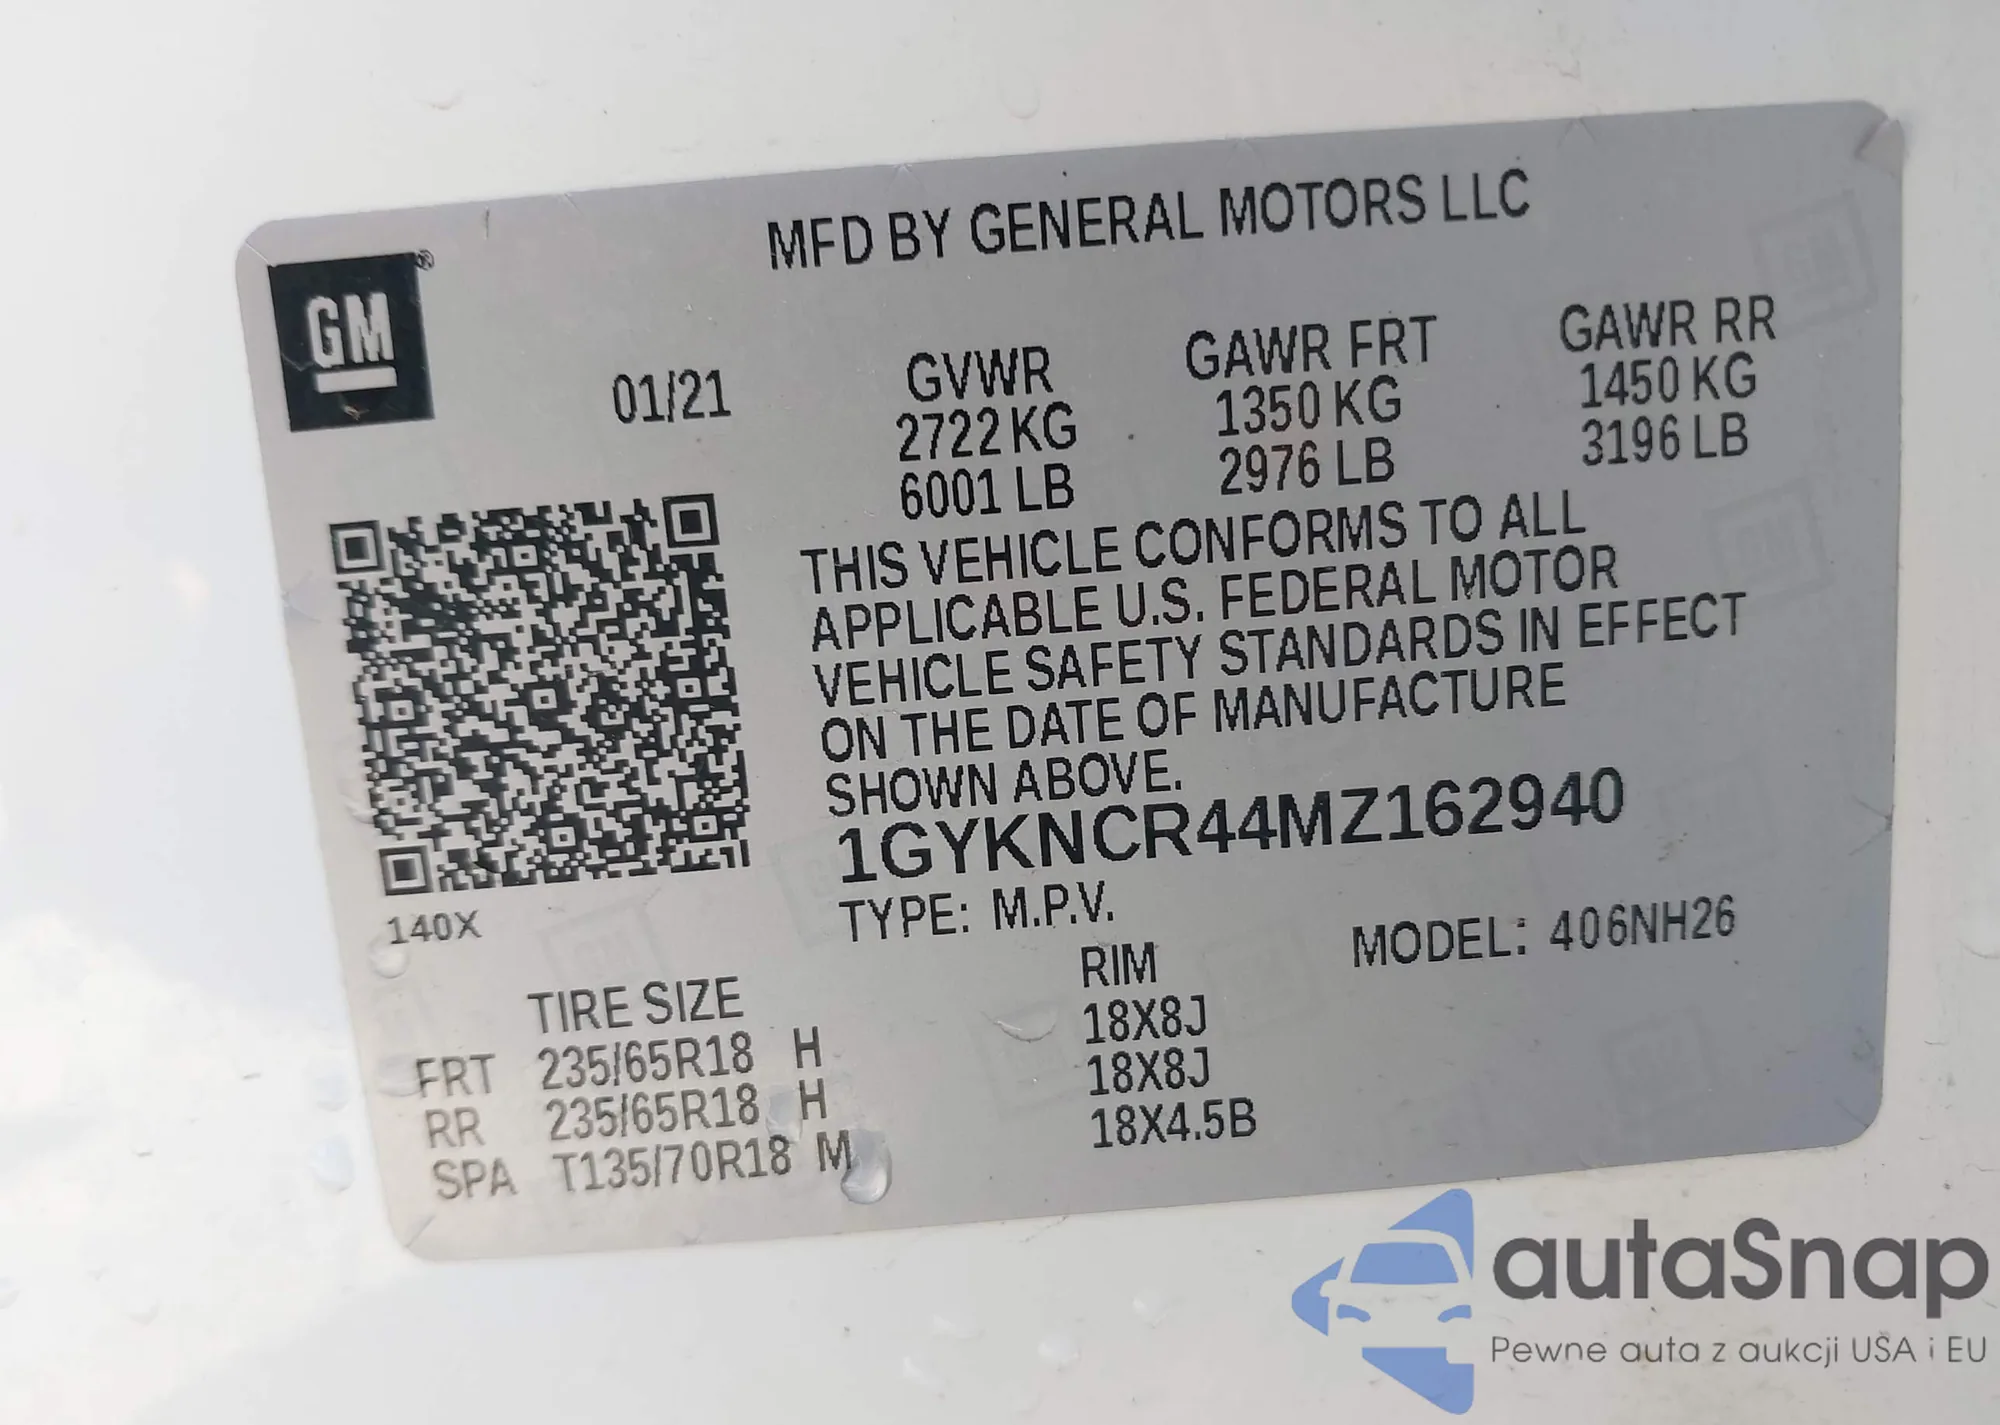 MFD BY GENERAL MOTORS LLC
GM®
01/21
GVWR
2722 KG
6001 LB
GAWR FRT
1350 KG
2976 LB
GAWR RR
1450 KG
3196 LB
THIS VEHICLE CONFORMS TO ALL
APPLICABLE U.S. FEDERAL MOTOR
VEHICLE SAFETY STANDARDS IN EFFECT
ON THE DATE OF MANUFACTURE
SHOWN ABOVE.
1GYKNCR44MZ162940
TYPE: M.P.V.
MODEL: 406NH26
140X
TIRE SIZE RIM
FRT 235/65R18 H 18X8J
RR 235/65R18 H 18X8J
SPA T135/70R18 M 18X4.5B
autaSnap
Pewne auta z aukcji USA i EU